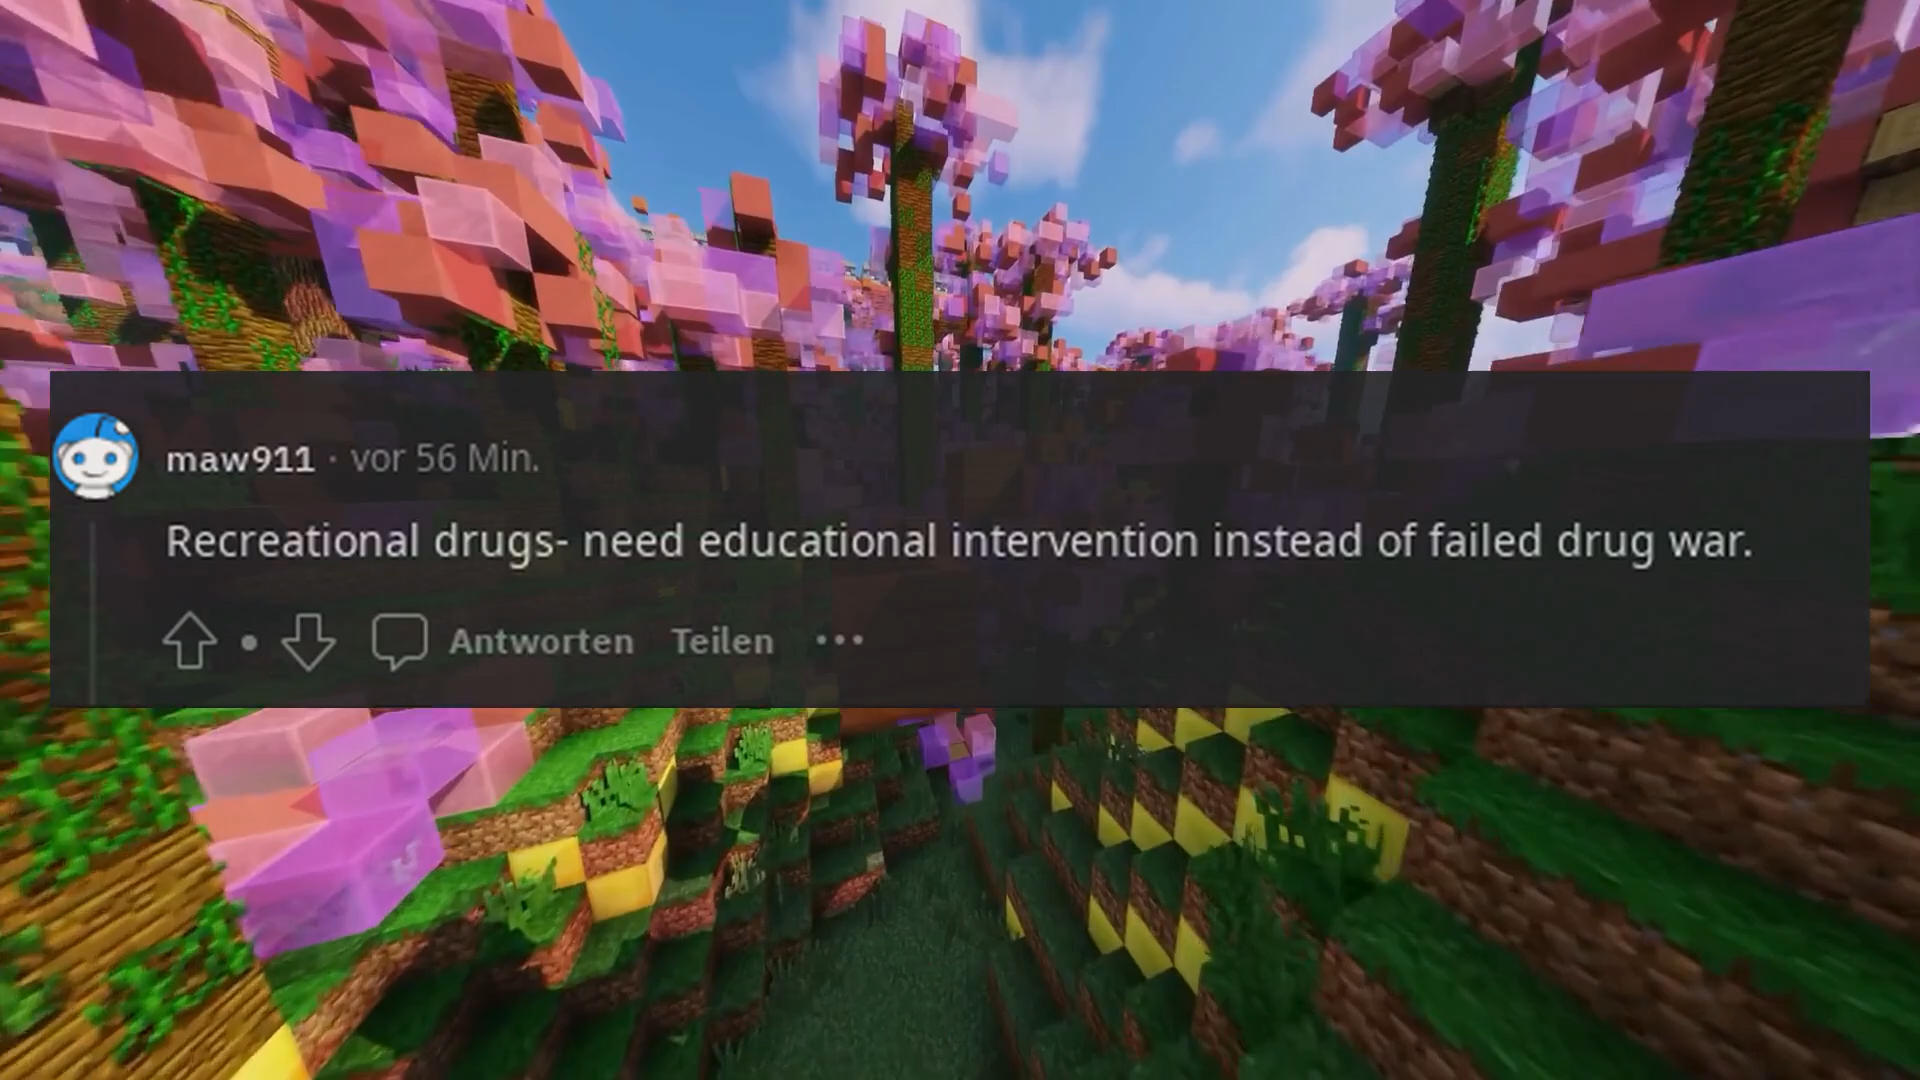 maw911 · vor 56 Min.
Recreational drugs- need educational intervention instead of failed drug war.
Antworten Teilen